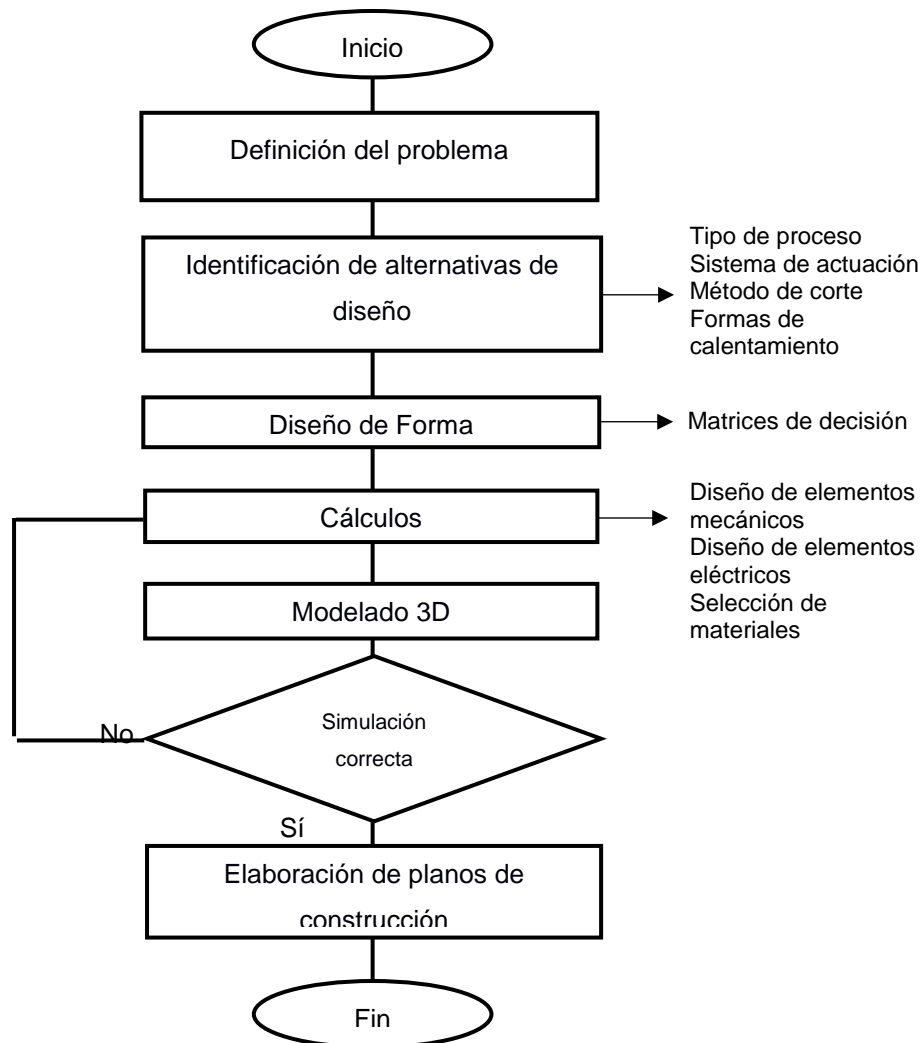 Inicio
Definición del problema
Identificación de alternativas de
diseño
Tipo de proceso
Sistema de actuación
Método de corte
Formas de
calentamiento
Diseño de Forma
Matrices de decisión
Cálculos
Diseño de elementos
mecánicos
Diseño de elementos
eléctricos
Selección de
materiales
Modelado 3D
Simulación
correcta
No
Sí
Elaboración de planos de
construcción
Fin